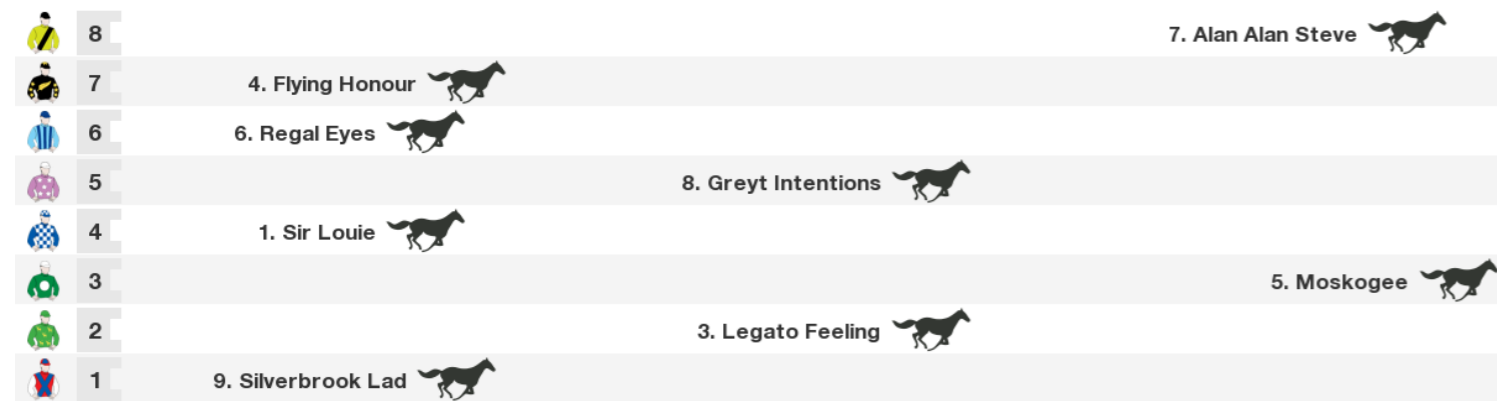 8 7. Alan Alan Steve
7 4. Flying Honour
6 6. Regal Eyes
5 8. Greyt Intentions
4 1. Sir Louie
3 5. Moskogee
2 3. Legato Feeling
1 9. Silverbrook Lad